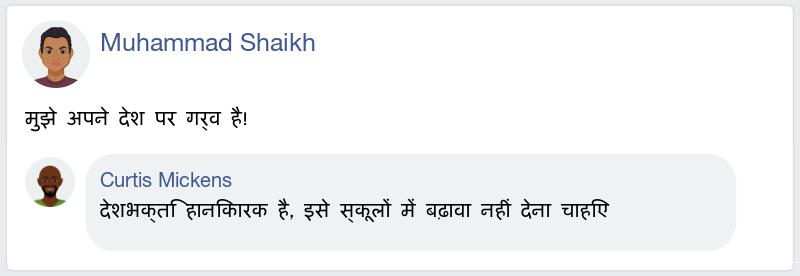 Muhammad Shaikh
मुझे अपने देश पर गर्व है!
Curtis Mickens
देशभक्ति हानिकारक है, इसे स्कूलों में बढ़ावा नहीं देना चाहिए